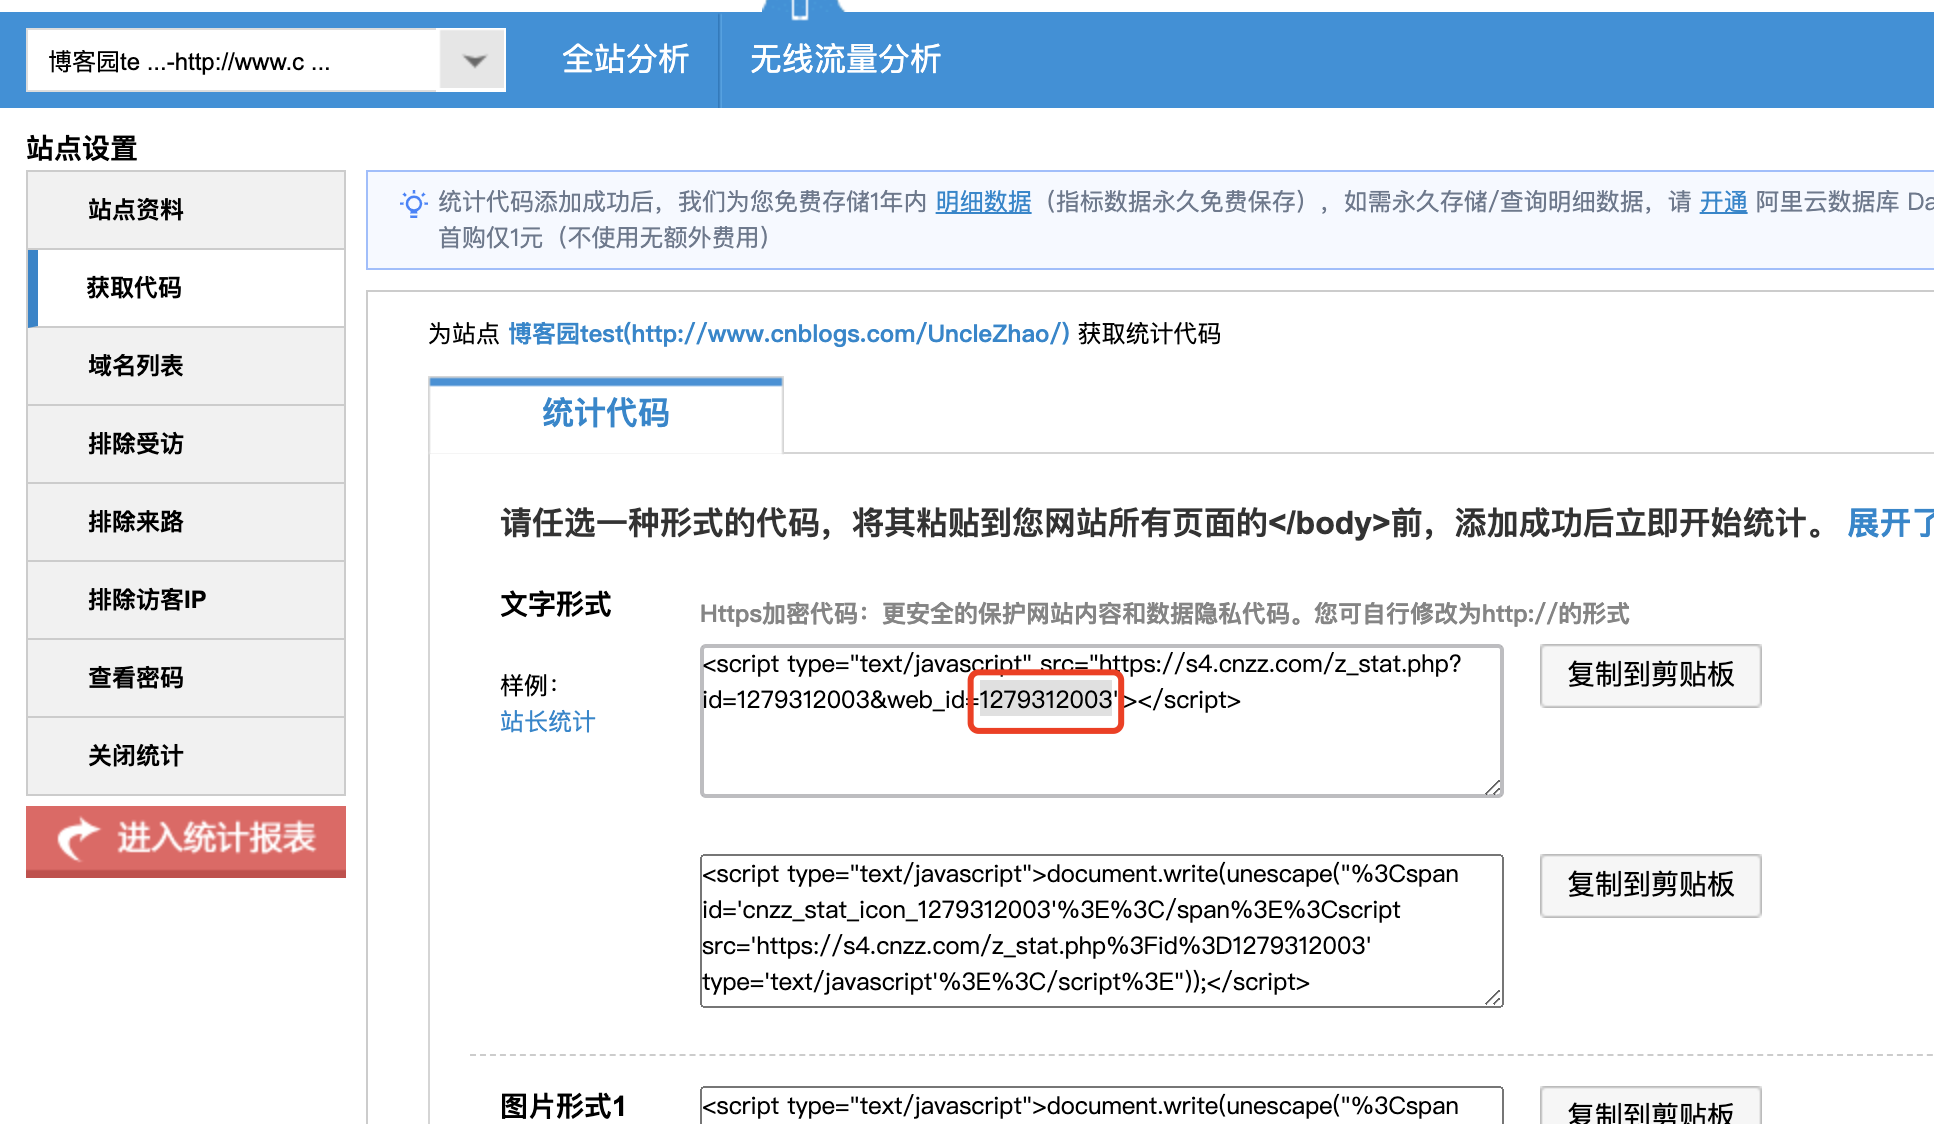 博客园te ...-http://www.c ...
全站分析
无线流量分析
站点设置
站点资料
获取代码
域名列表
排除受访
排除来路
排除访客IP
查看密码
关闭统计
进入统计报表
统计代码添加成功后，我们为您免费存储1年内 明细数据（指标数据永久免费保存），如需永久存储/查询明细数据，请 开通 阿里云数据库 Da
首购仅1元（不使用无额外费用）
为站点 博客园test(http://www.cnblogs.com/UncleZhao/) 获取统计代码
统计代码
请任选一种形式的代码，将其粘贴到您网站所有页面的</body>前，添加成功后立即开始统计。 展开了
文字形式
Https加密代码：更安全的保护网站内容和数据隐私代码。您可自行修改为http://的形式
样例：
站长统计
<script type="text/javascript" src="https://s4.cnzz.com/z_stat.php?
id=1279312003&web_id=1279312003"></script>
复制到剪贴板
<script type="text/javascript">document.write(unescape("%3Cspan
id='cnzz_stat_icon_1279312003'%3E%3C/span%3E%3Cscript
src='https://s4.cnzz.com/z_stat.php%3Fid%3D1279312003'
type='text/javascript'%3E%3C/script%3E"));</script>
复制到剪贴板
图片形式1
<script type="text/javascript">document.write(unescape("%3Cspan
复制到剪贴板